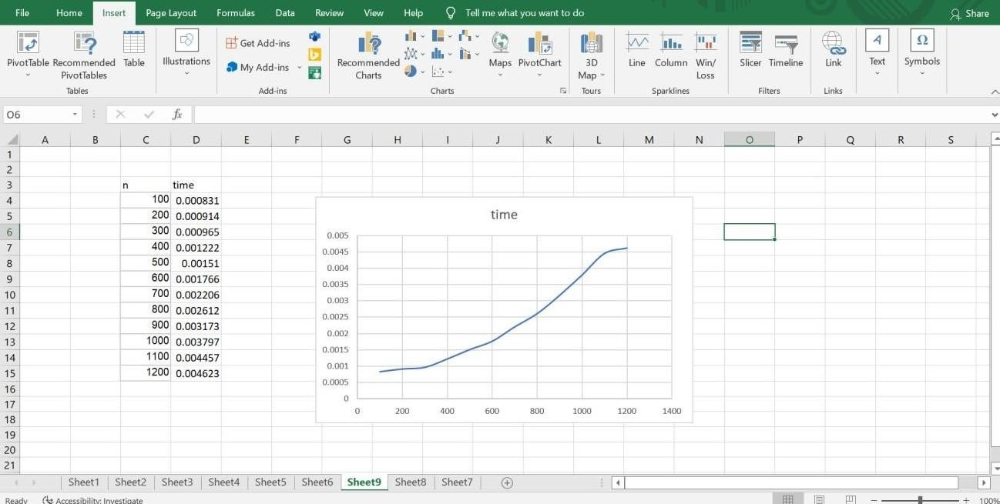 File Home Insert Page Layout Formulas Data Review View Help Tell me what you want to do Share
PivotTable Recommended PivotTables Table
Illustrations
Get Add-ins
My Add-ins
Recommended Charts
Maps PivotChart
3D Map
Line Column Win/Loss
Slicer Timeline
Link
Text
Symbols
Tables Add-ins Charts Tours Sparklines Filters Links
O6 fx
A B C D E F G H I J K L M N O P Q R S
1
2
3 n time
4 100 0.000831
5 200 0.000914
6 300 0.000965
7 400 0.001222
8 500 0.00151
9 600 0.001766
10 700 0.002206
11 800 0.002612
12 900 0.003173
13 1000 0.003797
14 1100 0.004457
15 1200 0.004623
16
17
18
19
20
21
time
0.005
0.0045
0.004
0.0035
0.003
0.0025
0.002
0.0015
0.001
0.0005
0
0 200 400 600 800 1000 1200 1400
Sheet1 Sheet2 Sheet3 Sheet4 Sheet5 Sheet6 Sheet9 Sheet8 Sheet7
Ready Accessibility: Investigate 100%